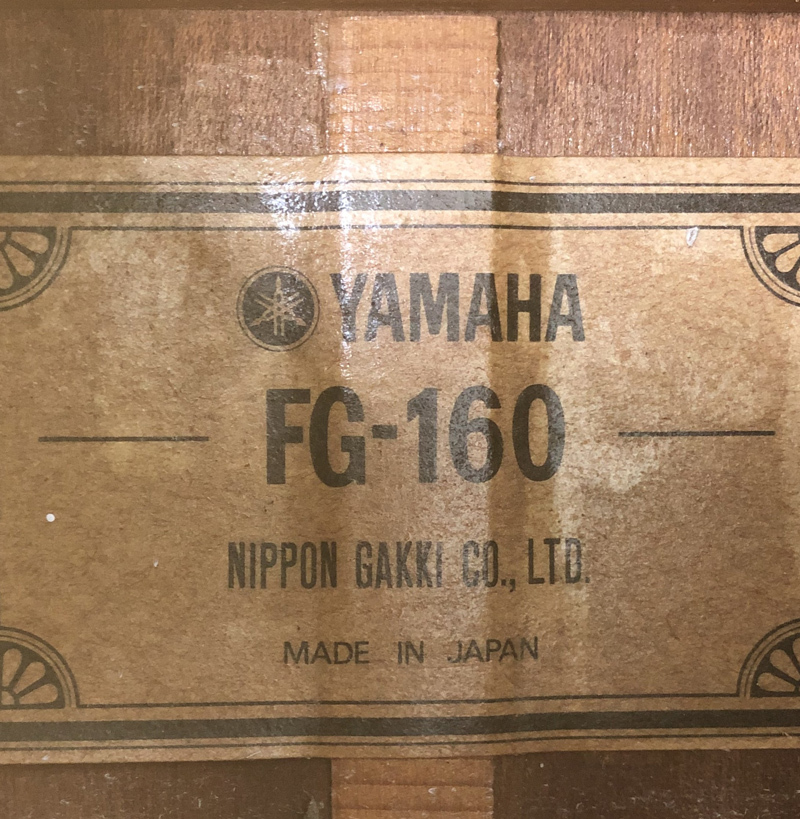 YAMAHA
FG-160
NIPPON GAKKI CO., LTD.
MADE IN JAPAN